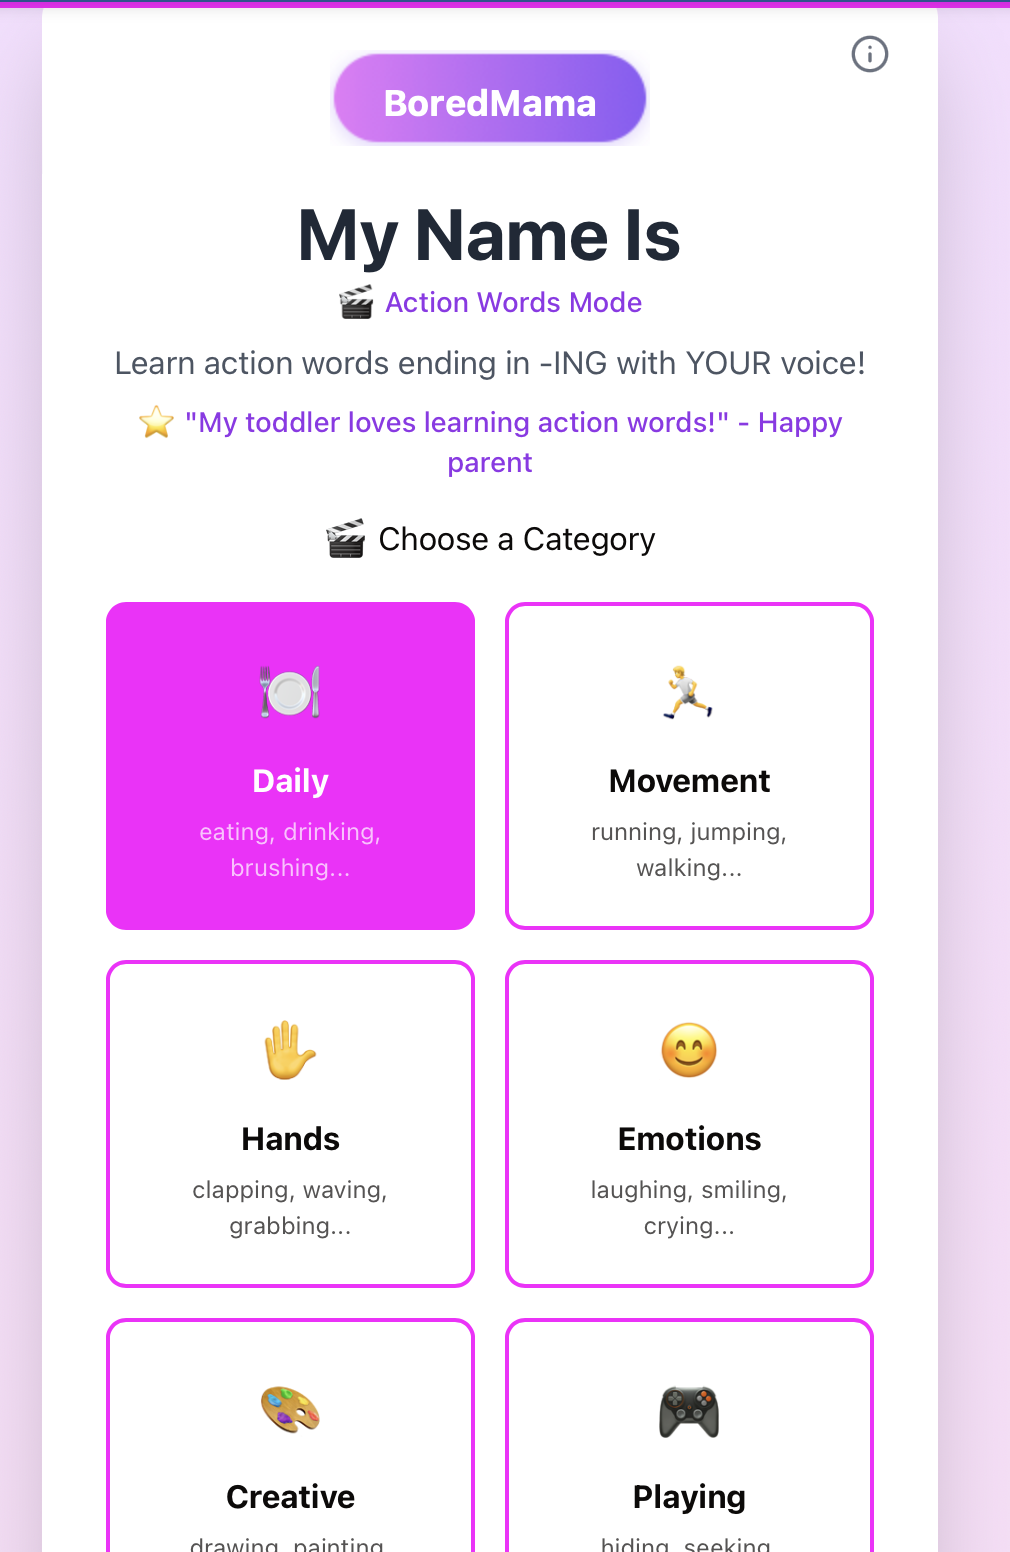 BoredMama
My Name Is
Action Words Mode
Learn action words ending in -ING with YOUR voice!
"My toddler loves learning action words!" - Happy
parent
Choose a Category
Daily
eating, drinking,
brushing...
Movement
running, jumping,
walking...
Hands
clapping, waving,
grabbing...
Emotions
laughing, smiling,
crying...
Creative
drawing, painting
Playing
hiding, seeking